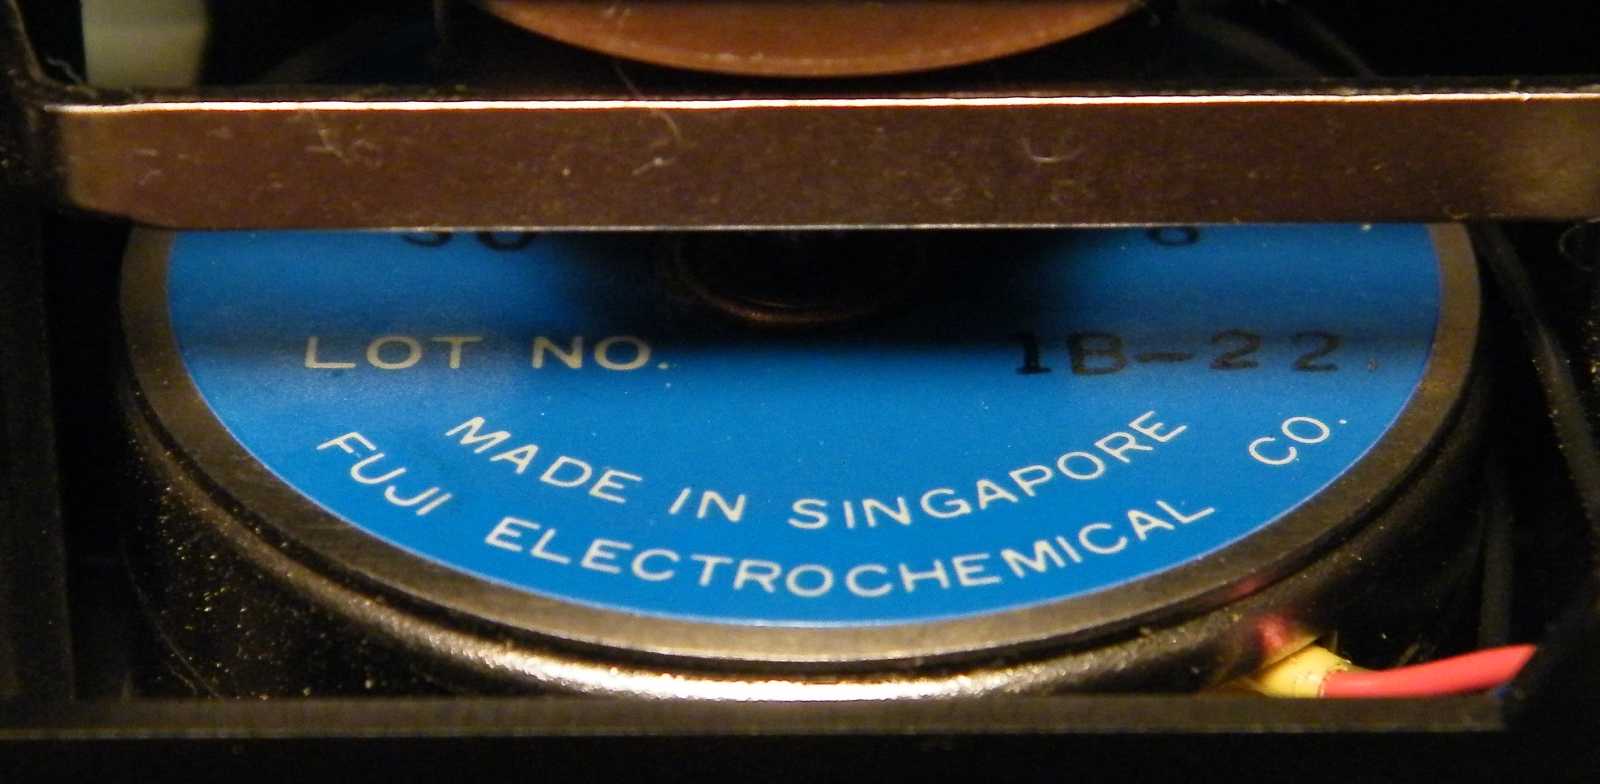 LOT NO. 1B-22
MADE IN SINGAPORE
FUJI ELECTROCHEMICAL CO.